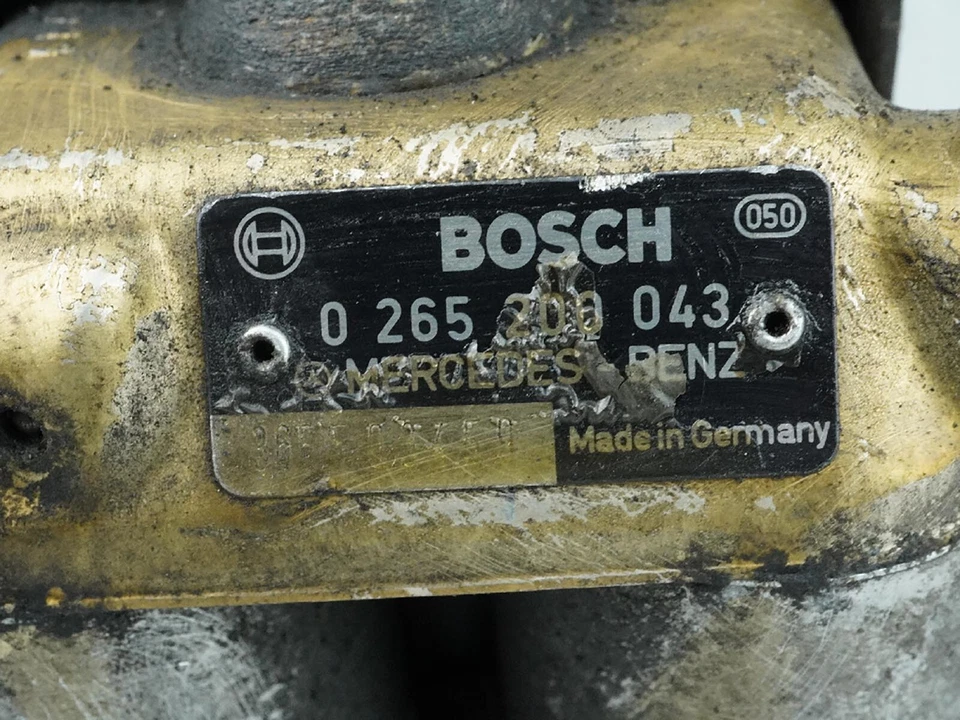 BOSCH
050
0 265 200 043
MERCEDES - BENZ
Made in Germany